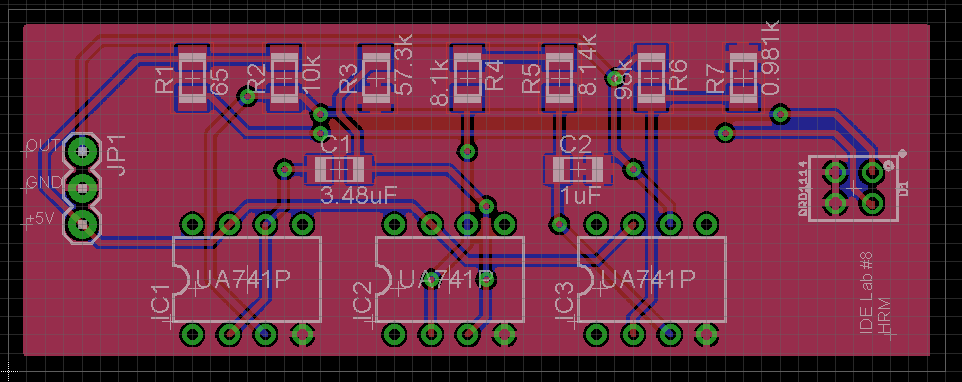 R1
65
R2
10k
R3
57.3k
8.1k
R4
R5
8.14k
98k
R6
R7
0.981k
OUT
GND
+5V
JP1
C1
3.48uF
C2
1uF
D1
UA741P
IC1
UA741P
IC2
UA741P
IC3
IDE Lab #8
HRM